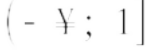 ( - ¥ ; 1 ]